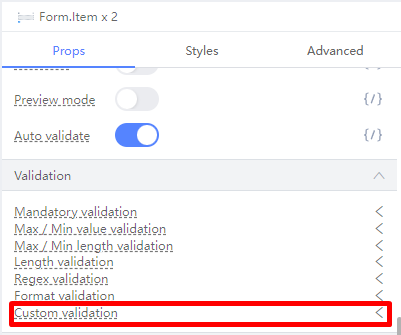 Form.Item x 2
Props Styles Advanced
Preview mode {/}
Auto validate {/}
Validation
Mandatory validation
Max / Min value validation
Max / Min length validation
Length validation
Regex validation
Format validation
Custom validation